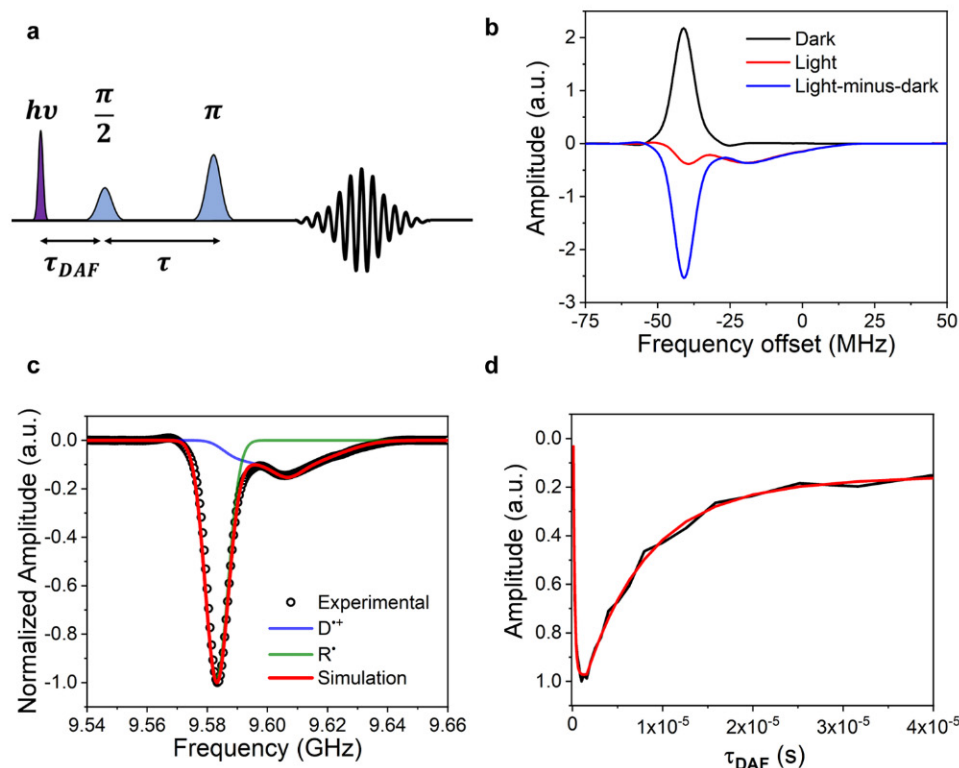 a
hυ
π/2
π
τDAF
τ
b
Dark
Light
Light-minus-dark
Amplitude (a.u.)
2
1
0
-1
-2
-3
-75
-50
-25
0
25
50
Frequency offset (MHz)
c
Normalized Amplitude (a.u.)
0.0
-0.2
-0.4
-0.6
-0.8
-1.0
Experimental
D•+
R•
Simulation
9.54
9.56
9.58
9.60
9.62
9.64
9.66
Frequency (GHz)
d
Amplitude (a.u.)
0.0
0.2
0.4
0.6
0.8
1.0
0
1x10-5
2x10-5
3x10-5
4x10-5
τDAF (s)